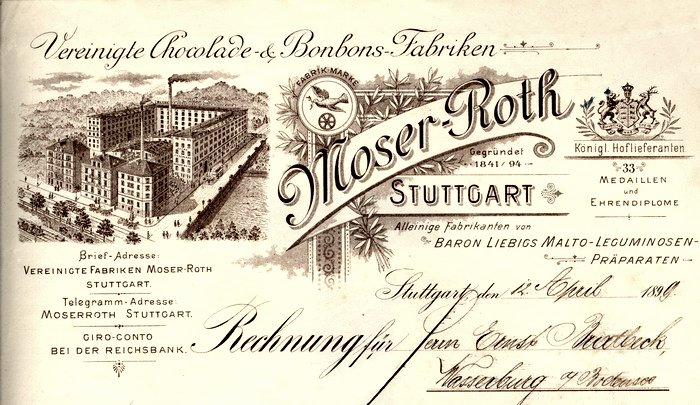 Vereinigte Chocolade- & Bonbons-Fabriken
FABRIK-MARKE
Moser-Roth
Gegründet
1841/94
STUTTGART
Königl. Hoflieferanten
33
MEDAILLEN
und
EHRENDIPLOME
Alleinige Fabrikanten von
BARON LIEBIGS MALTO-LEGUMINOSEN-
PRÄPARATEN
Brief-Adresse:
VEREINIGTE FABRIKEN MOSER-ROTH
STUTTGART.
Telegramm-Adresse:
MOSERROTH STUTTGART.
GIRO-CONTO
BEI DER REICHSBANK.
Stuttgart, den 12. April 1899.
Rechnung für Herrn Ernst
Wasserburg a/ Bodensee